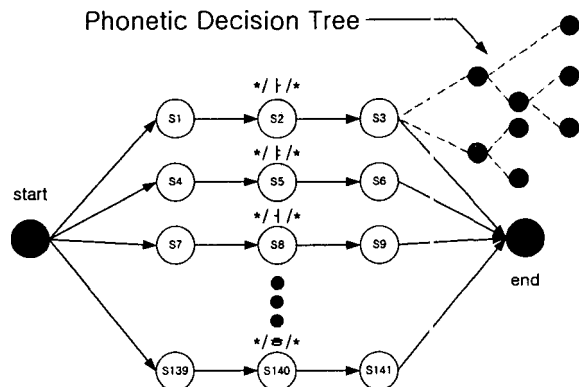 Phonetic Decision Tree
*/ㅏ/*
S1 S2 S3
*/ㅑ/*
S4 S5 S6
start
*/ㅓ/*
S7 S8 S9
end
S139 S140 S141